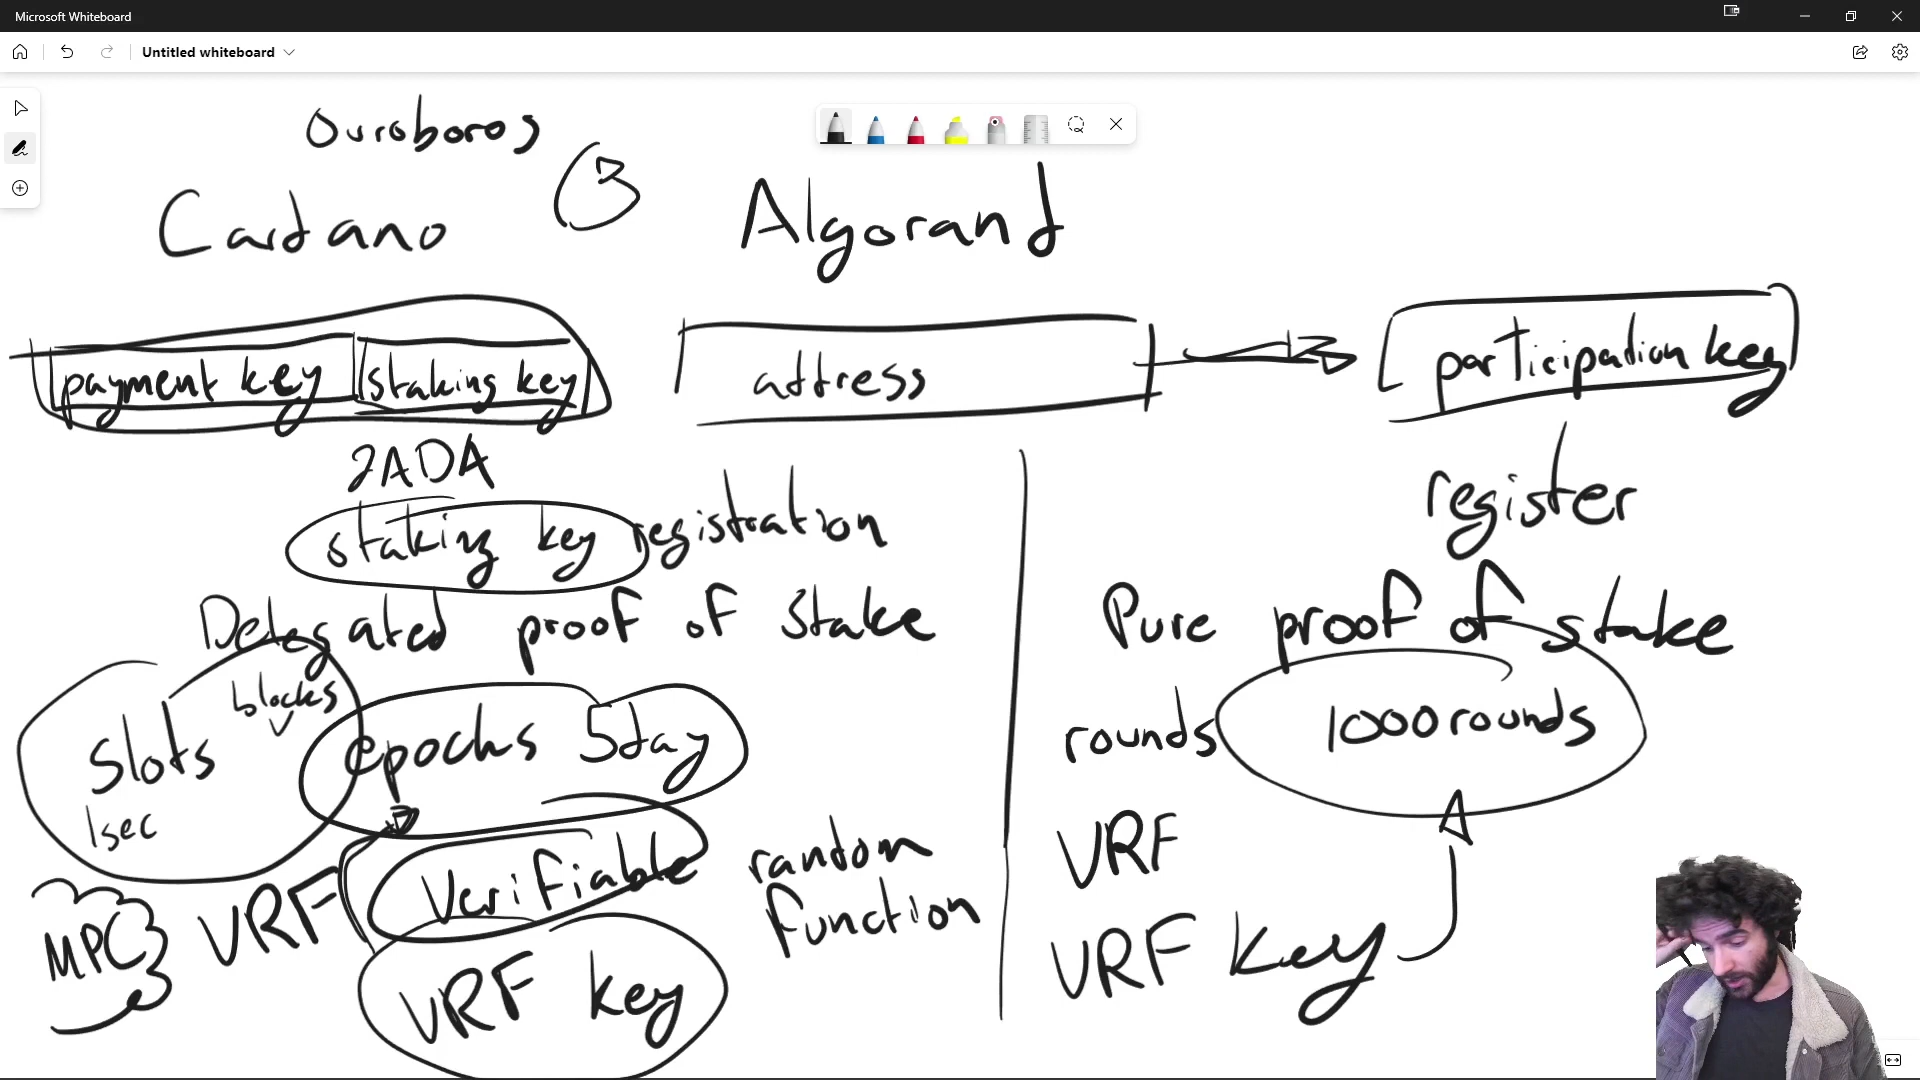 Microsoft Whiteboard
Untitled whiteboard
Ouroboros
Cardano
3
Algorand
payment key
staking key
address
participation key
2ADA
staking key registration
register
Delegated proof of stake
Pure proof of stake
blocks
Slots
1sec
epochs 5day
rounds
1000 rounds
Verifiable random function
MPC
VRF
VRF key
VRF
VRF key